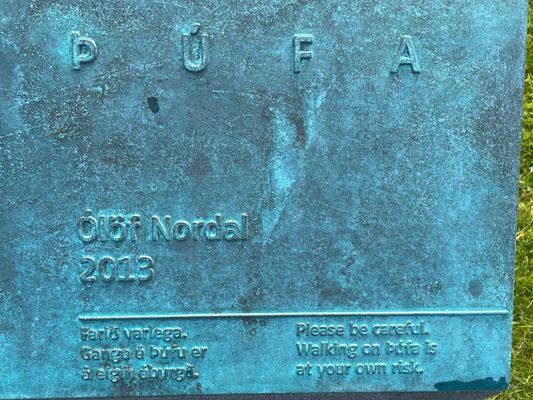 ÞÚFA
Ólöf Nordal
2013
Farið varlega.
Ganga á Þúfu er
á eigin ábyrgð.
Please be careful.
Walking on Þúfa is
at your own risk.